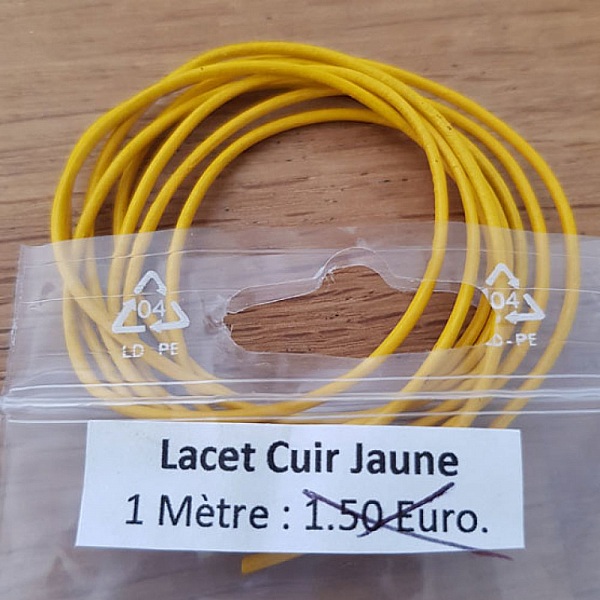 04
LD PE
04
D-PE
Lacet Cuir Jaune
1 Mètre : 1.50 Euro.